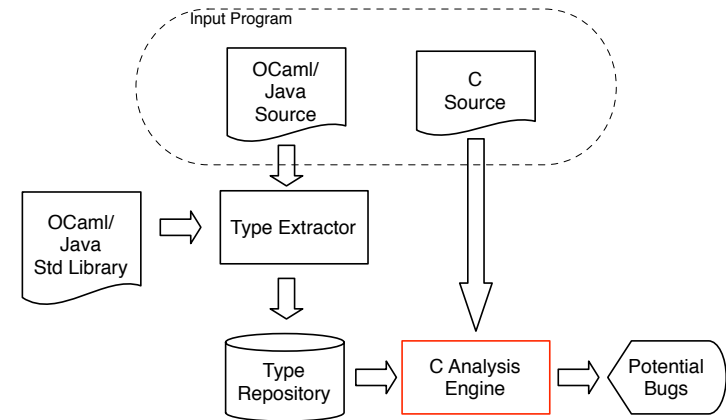 Input Program
OCaml/
Java
Source
C
Source
OCaml/
Java
Std Library
Type Extractor
Type
Repository
C Analysis
Engine
Potential
Bugs